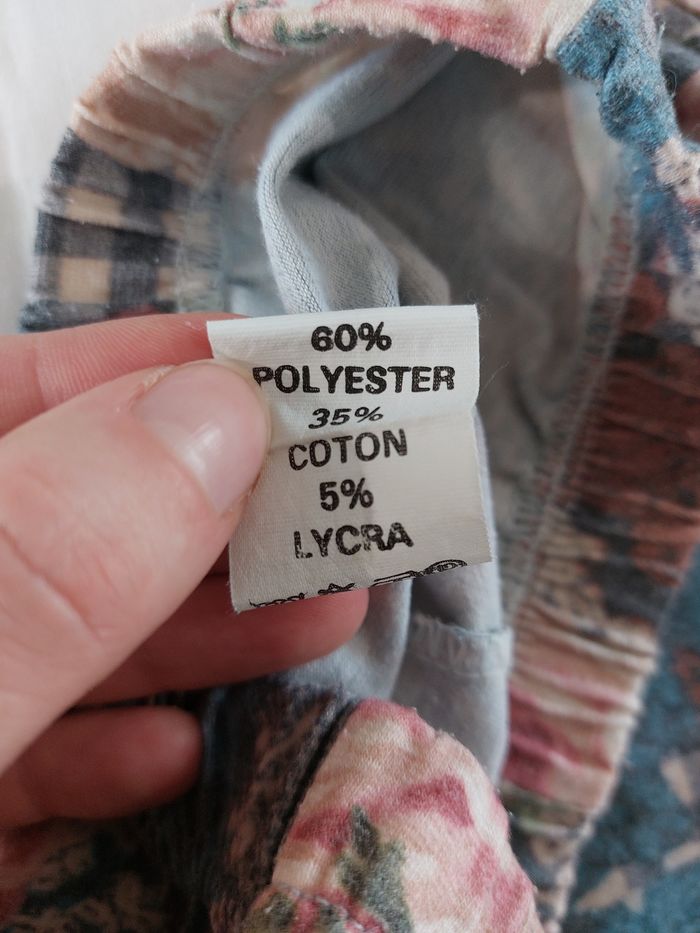 60%
POLYESTER
35%
COTON
5%
LYCRA